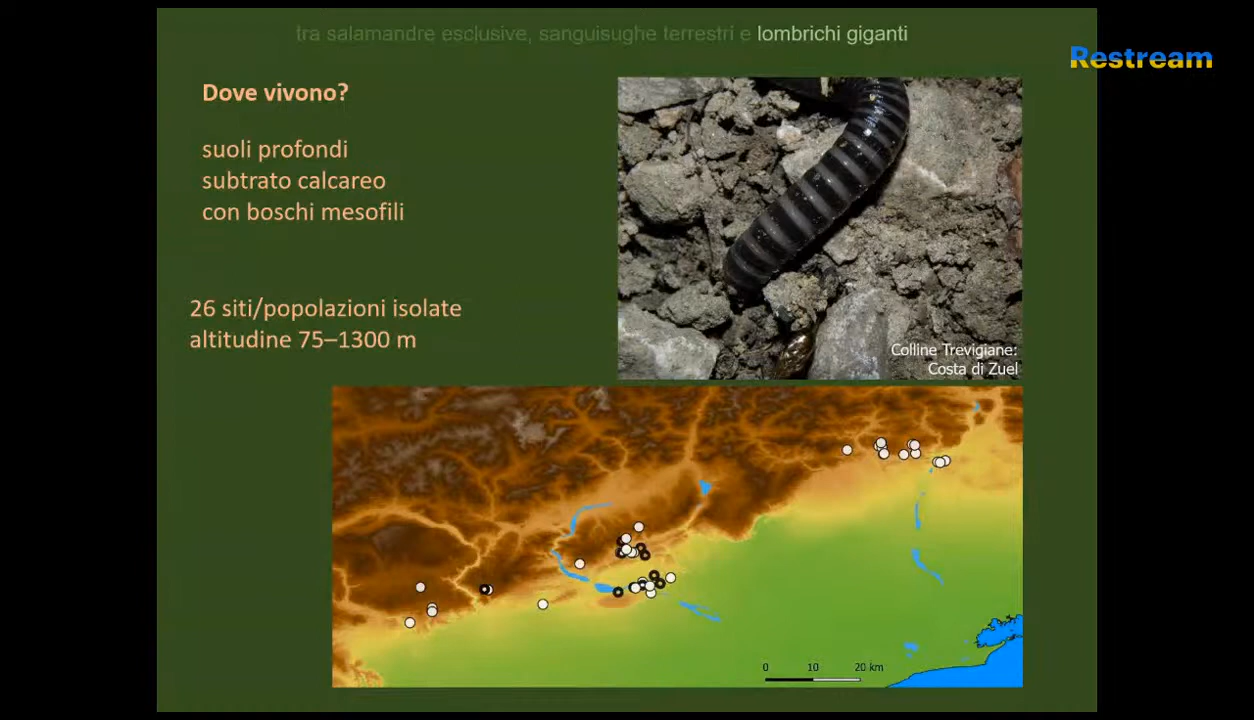 tra salamandre esclusive, sanguisughe terrestri e lombrichi giganti
Restream
Dove vivono?
suoli profondi
subtrato calcareo
con boschi mesofili
26 siti/popolazioni isolate
altitudine 75–1300 m
Colline Trevigiane:
Costa di Zuel
0 10 20 km